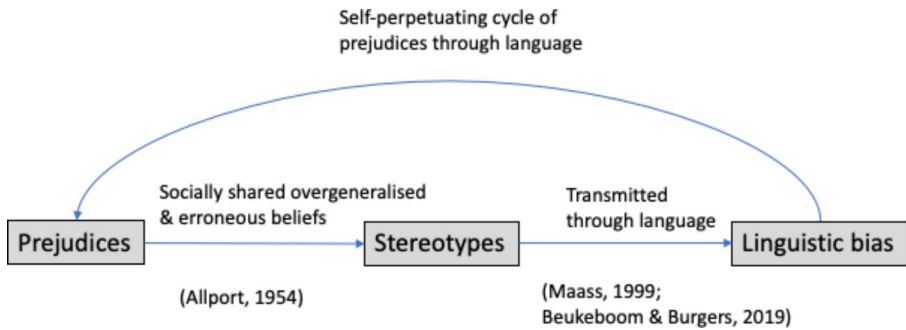 Self-perpetuating cycle of
prejudices through language
Socially shared overgeneralised
& erroneous beliefs
Transmitted
through language
Prejudices
Stereotypes
Linguistic bias
(Allport, 1954)
(Maass, 1999;
Beukeboom & Burgers, 2019)